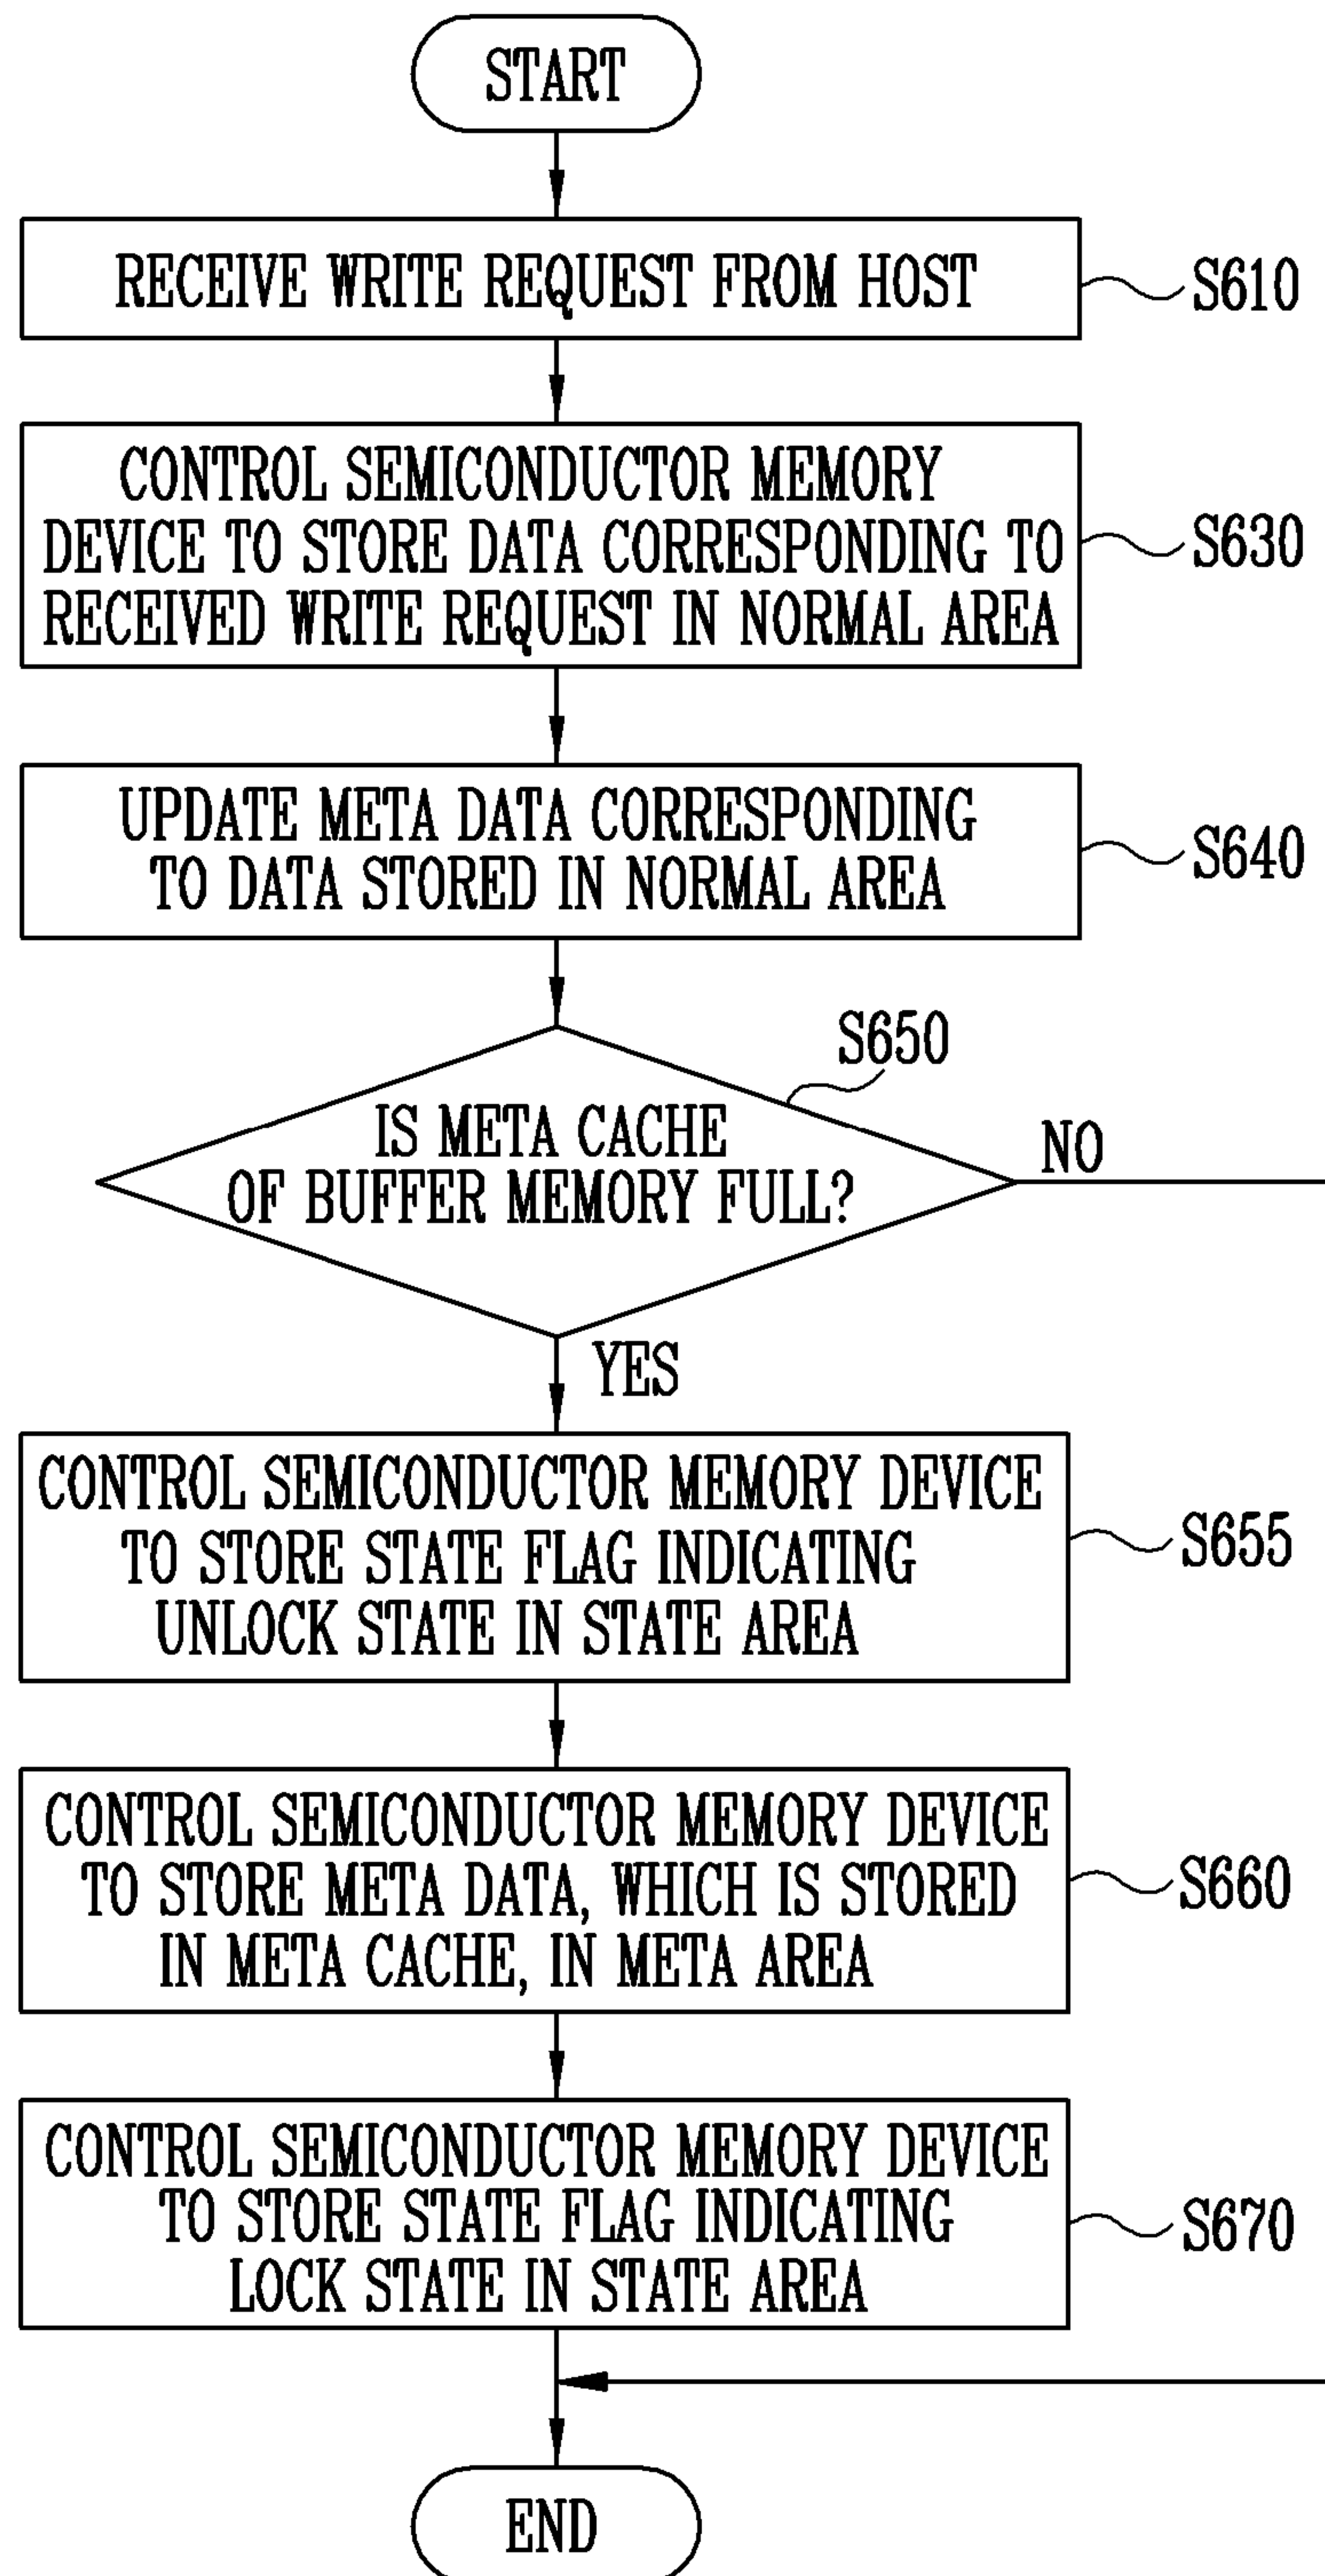 START
RECEIVE WRITE REQUEST FROM HOST
S610
CONTROL SEMICONDUCTOR MEMORY
DEVICE TO STORE DATA CORRESPONDING TO
RECEIVED WRITE REQUEST IN NORMAL AREA
S630
UPDATE META DATA CORRESPONDING
TO DATA STORED IN NORMAL AREA
S640
S650
IS META CACHE
OF BUFFER MEMORY FULL?
NO
YES
CONTROL SEMICONDUCTOR MEMORY DEVICE
TO STORE STATE FLAG INDICATING
UNLOCK STATE IN STATE AREA
S655
CONTROL SEMICONDUCTOR MEMORY DEVICE
TO STORE META DATA, WHICH IS STORED
IN META CACHE, IN META AREA
S660
CONTROL SEMICONDUCTOR MEMORY DEVICE
TO STORE STATE FLAG INDICATING
LOCK STATE IN STATE AREA
S670
END